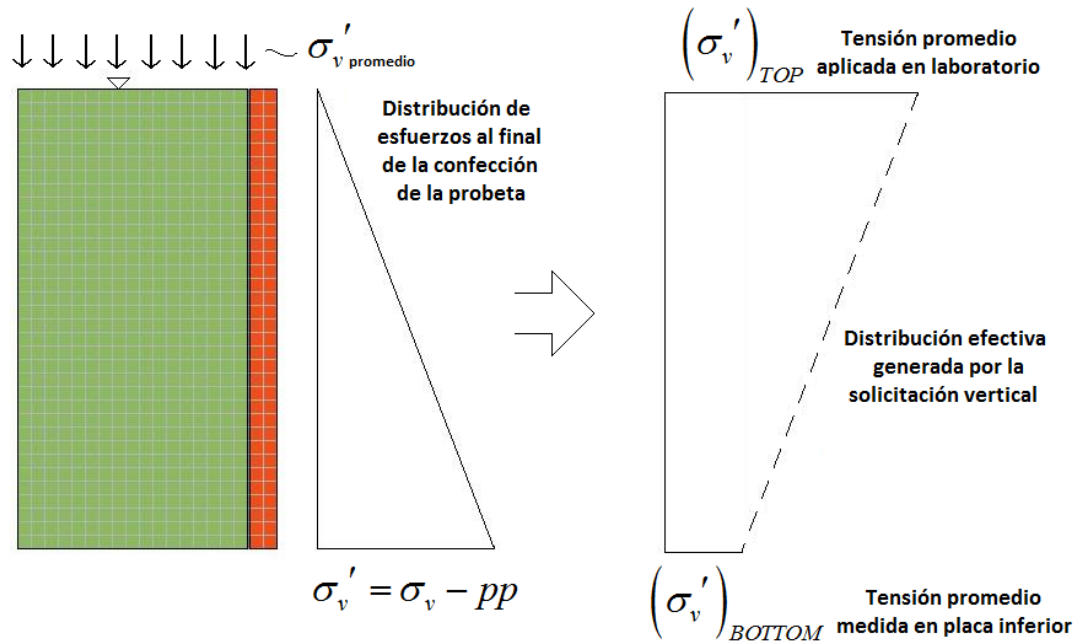 σv' promedio
Distribución de
esfuerzos al final
de la confección
de la probeta
σv' = σv − pp
(σv')TOP
Tensión promedio
aplicada en laboratorio
Distribución efectiva
generada por la
solicitación vertical
(σv')BOTTOM
Tensión promedio
medida en placa inferior